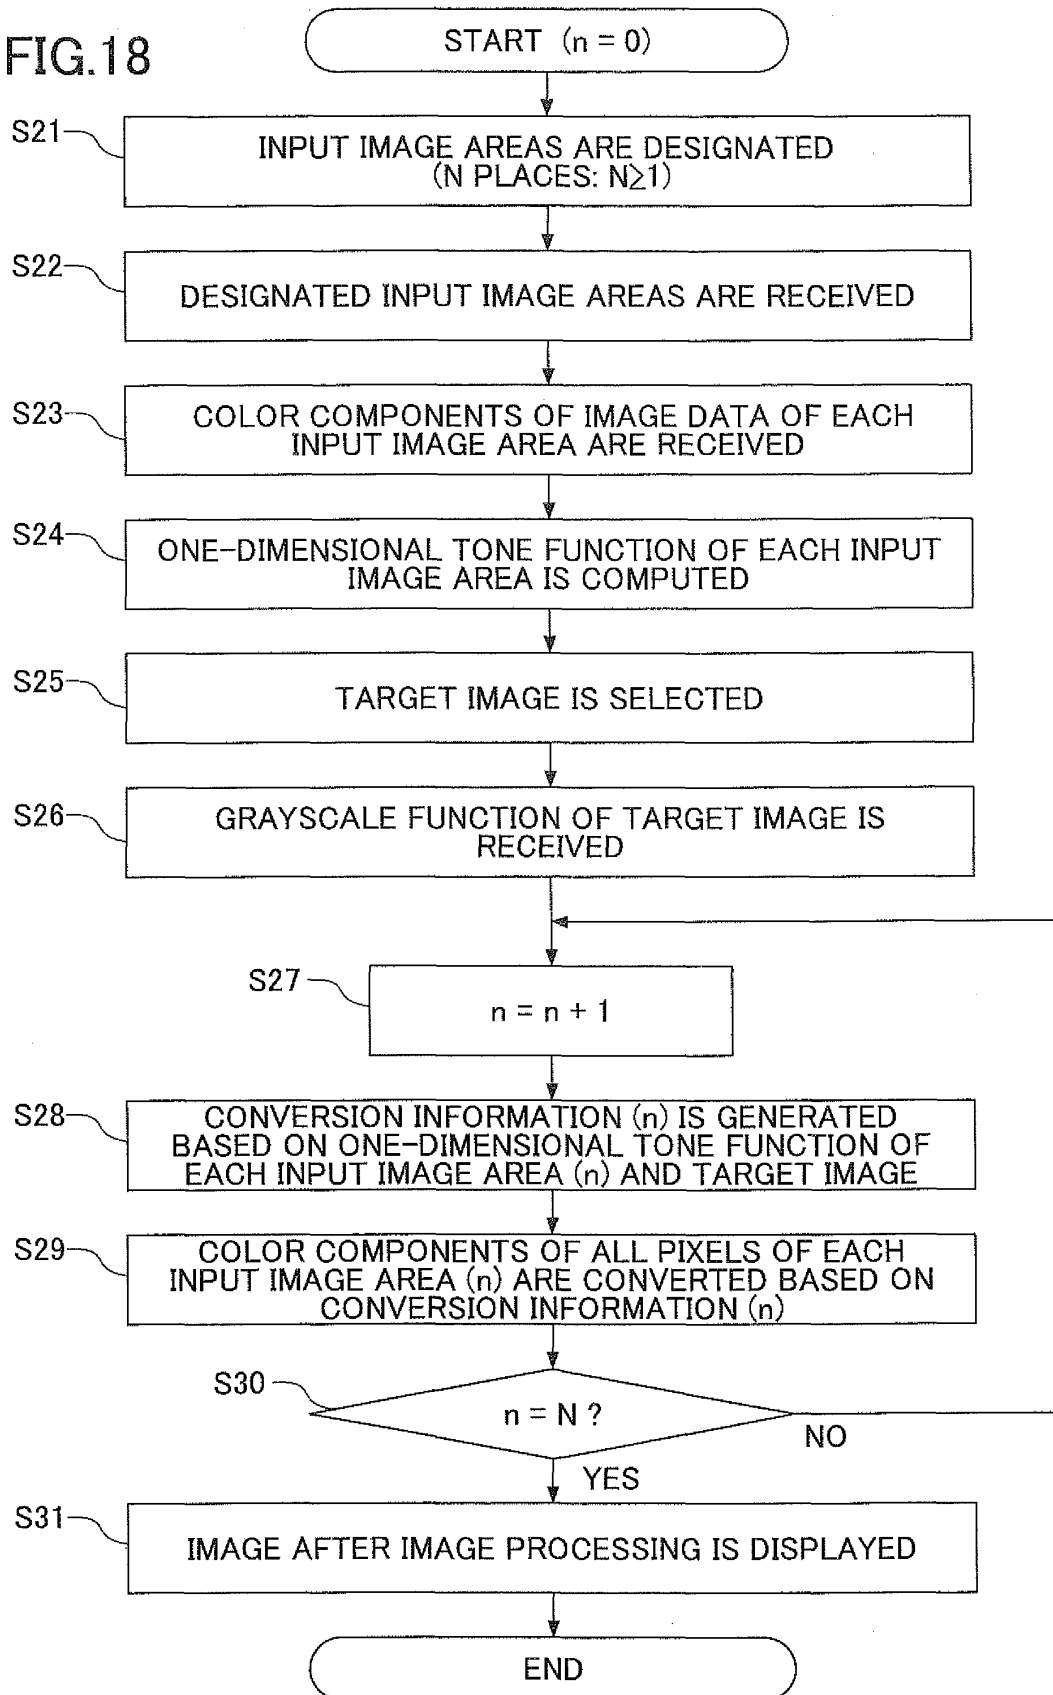 FIG.18
START (n = 0)
S21
INPUT IMAGE AREAS ARE DESIGNATED
(N PLACES: N≥1)
S22
DESIGNATED INPUT IMAGE AREAS ARE RECEIVED
S23
COLOR COMPONENTS OF IMAGE DATA OF EACH
INPUT IMAGE AREA ARE RECEIVED
S24
ONE-DIMENSIONAL TONE FUNCTION OF EACH INPUT
IMAGE AREA IS COMPUTED
S25
TARGET IMAGE IS SELECTED
S26
GRAYSCALE FUNCTION OF TARGET IMAGE IS
RECEIVED
S27
n = n + 1
S28
CONVERSION INFORMATION (n) IS GENERATED
BASED ON ONE-DIMENSIONAL TONE FUNCTION OF
EACH INPUT IMAGE AREA (n) AND TARGET IMAGE
S29
COLOR COMPONENTS OF ALL PIXELS OF EACH
INPUT IMAGE AREA (n) ARE CONVERTED BASED ON
CONVERSION INFORMATION (n)
S30
n = N ?
NO
YES
S31
IMAGE AFTER IMAGE PROCESSING IS DISPLAYED
END